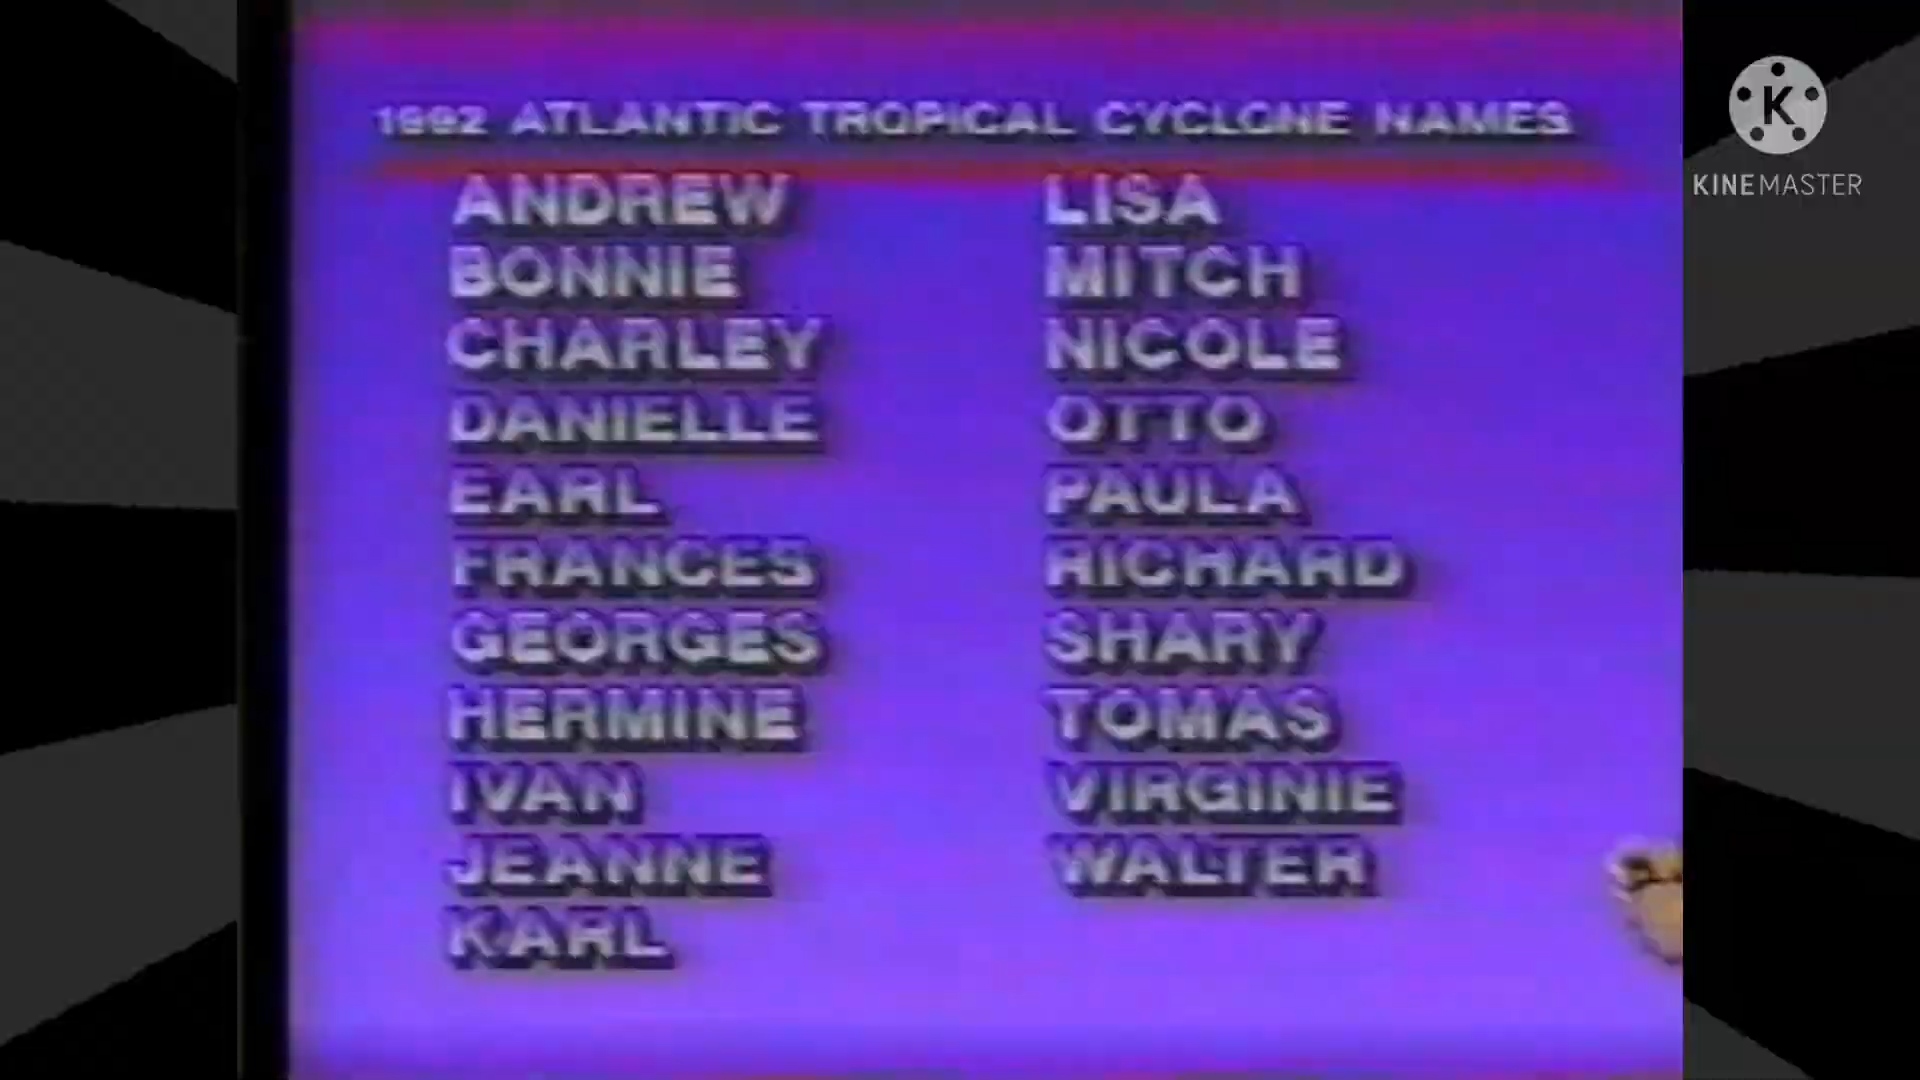 1992 ATLANTIC TROPICAL CYCLONE NAMES
ANDREW
BONNIE
CHARLEY
DANIELLE
EARL
FRANCES
GEORGES
HERMINE
IVAN
JEANNE
KARL
LISA
MITCH
NICOLE
OTTO
PAULA
RICHARD
SHARY
TOMAS
VIRGINIE
WALTER
K
KINEMASTER